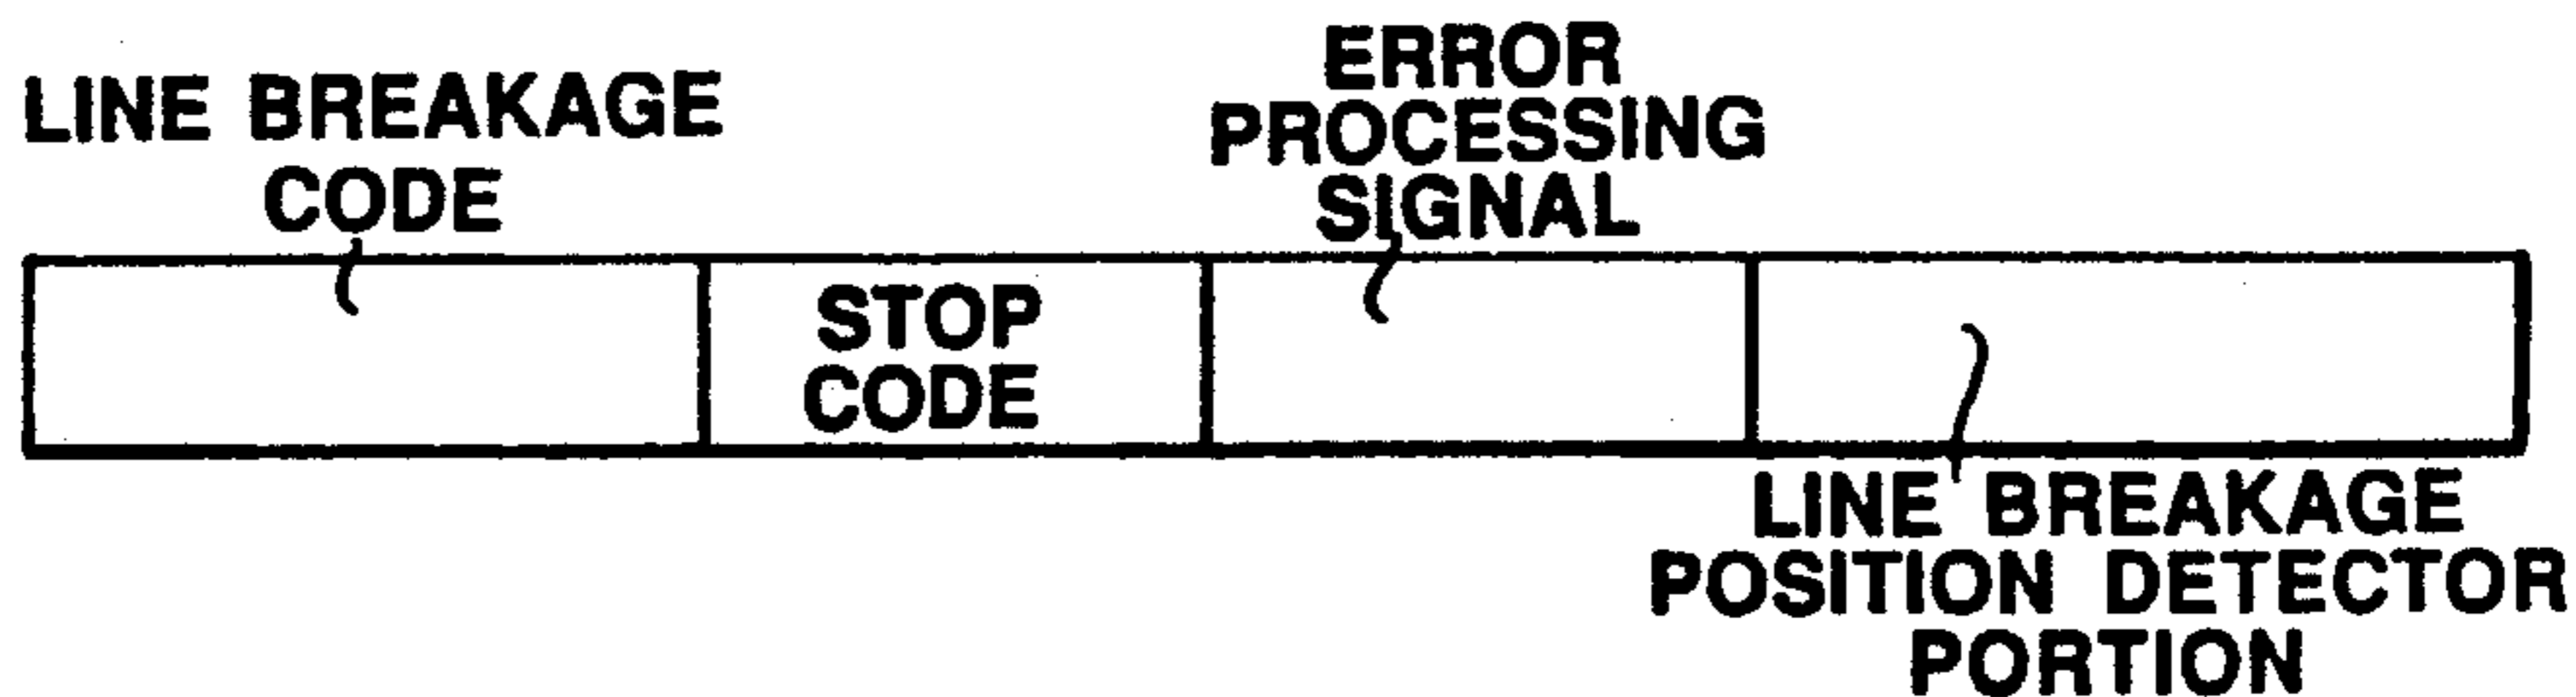 LINE BREAKAGE
CODE
STOP
CODE
ERROR
PROCESSING
SIGNAL
LINE BREAKAGE
POSITION DETECTOR
PORTION